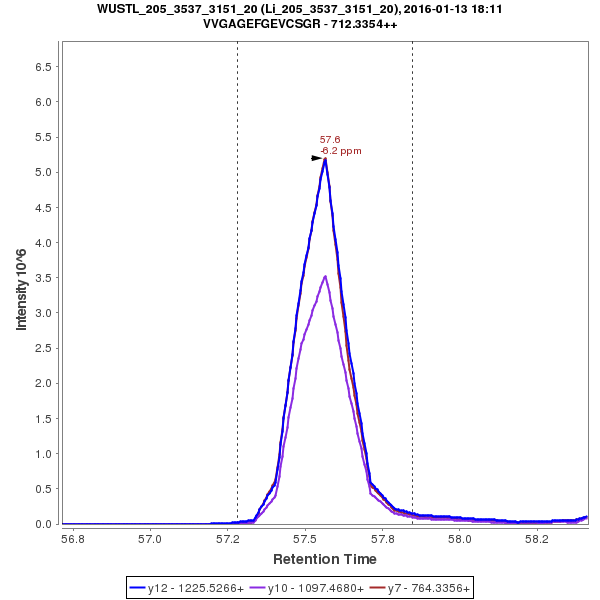 WUSTL_205_3537_3151_20 (Li_205_3537_3151_20), 2016-01-13 18:11
VVGAGEFGEVCSGR - 712.3354++
57.6
-6.2 ppm
Intensity 10^6
6.5
6.0
5.5
5.0
4.5
4.0
3.5
3.0
2.5
2.0
1.5
1.0
0.5
0.0
56.8 57.0 57.2 57.5 57.8 58.0 58.2
Retention Time
y12 - 1225.5266+ y10 - 1097.4680+ y7 - 764.3356+